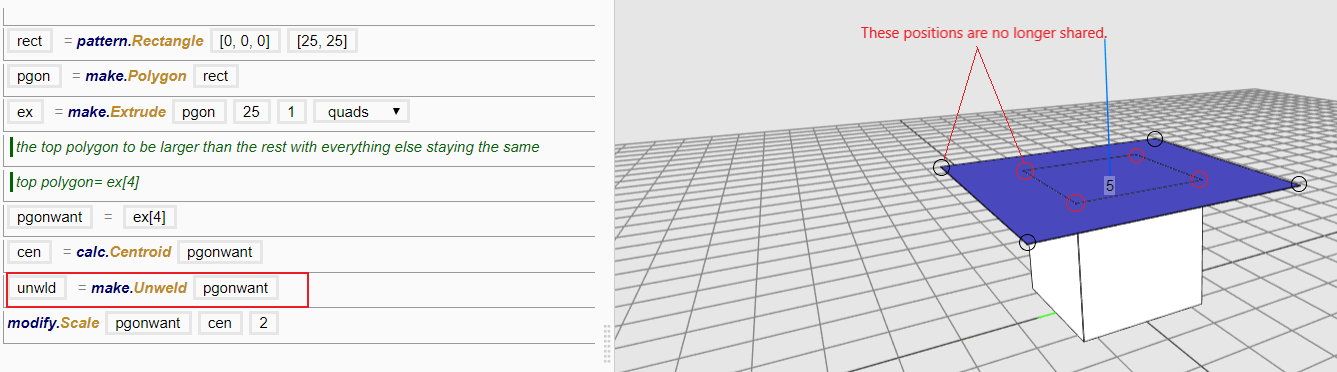 rect = pattern.Rectangle [0, 0, 0] [25, 25]
pgon = make.Polygon rect
ex = make.Extrude pgon 25 1 quads
the top polygon to be larger than the rest with everything else staying the same
top polygon= ex[4]
pgonwant = ex[4]
cen = calc.Centroid pgonwant
unwld = make.Unweld pgonwant
modify.Scale pgonwant cen 2
These positions are no longer shared.
5